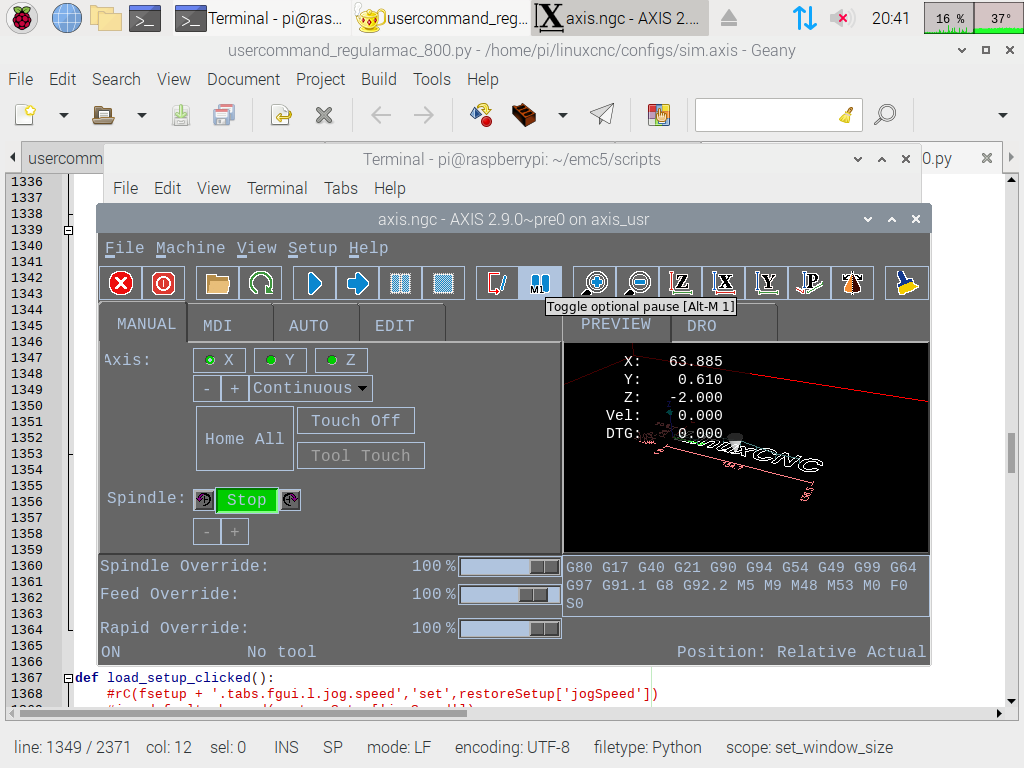 Terminal - pi@ras...
usercommand_reg...
axis.ngc - AXIS 2....
20:41
16 %
37°
usercommand_regularmac_800.py - /home/pi/linuxcnc/configs/sim.axis - Geany
File Edit Search View Document Project Build Tools Help
usercomm
0.py
Terminal - pi@raspberrypi: ~/emc5/scripts
File Edit View Terminal Tabs Help
axis.ngc - AXIS 2.9.0~pre0 on axis_usr
File Machine View Setup Help
M1
Z X Y P
Toggle optional pause [Alt-M 1]
MANUAL MDI AUTO EDIT
PREVIEW DRO
Axis: X Y Z
- + Continuous
Home All
Touch Off
Tool Touch
Spindle: Stop
- +
X: 63.885
Y: 0.610
Z: -2.000
Vel: 0.000
DTG: 0.000
Spindle Override: 100 %
Feed Override: 100 %
Rapid Override: 100 %
G80 G17 G40 G21 G90 G94 G54 G49 G99 G64
G97 G91.1 G8 G92.2 M5 M9 M48 M53 M0 F0
S0
ON No tool Position: Relative Actual
1336
1337
1338
1339
1340
1341
1342
1343
1344
1345
1346
1347
1348
1349
1350
1351
1352
1353
1354
1355
1356
1357
1358
1359
1360
1361
1362
1363
1364
1365
1366
1367 def load_setup_clicked():
1368 #rC(fsetup + '.tabs.fgui.l.jog.speed','set',restoreSetup['jogSpeed'])
line: 1349 / 2371 col: 12 sel: 0 INS SP mode: LF encoding: UTF-8 filetype: Python scope: set_window_size